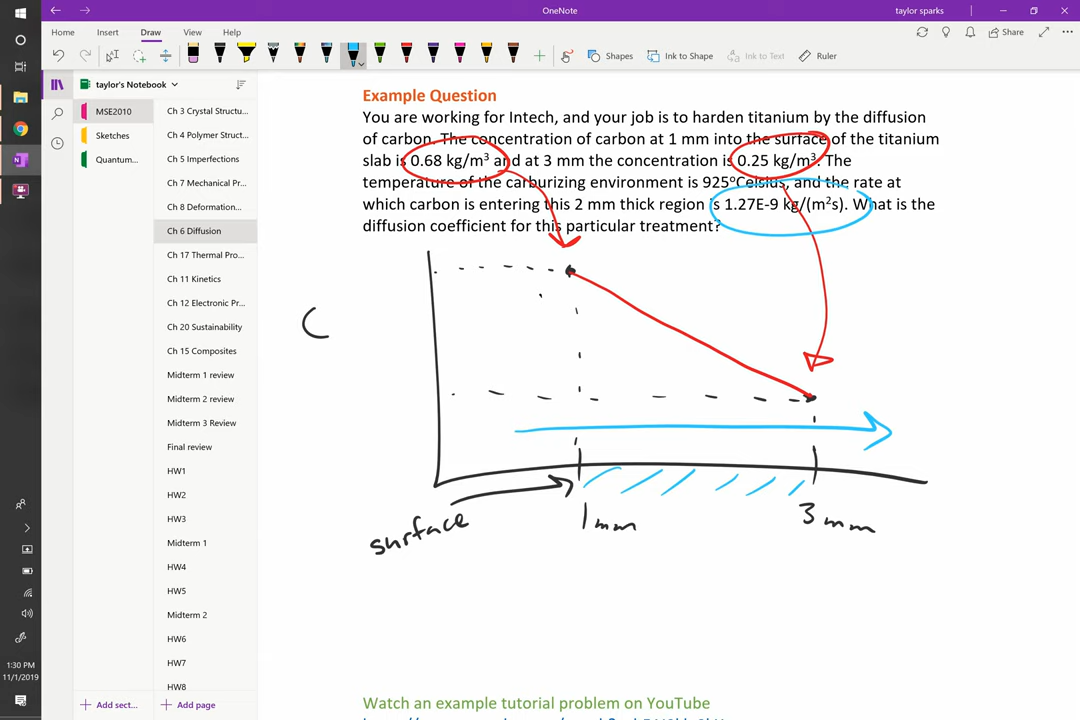 OneNote
taylor sparks
Home Insert Draw View Help
Share
Shapes Ink to Shape Ink to Text Ruler
taylor's Notebook
MSE2010
Sketches
Quantum...
Ch 3 Crystal Structu...
Ch 4 Polymer Struct...
Ch 5 Imperfections
Ch 7 Mechanical Pr...
Ch 8 Deformation...
Ch 6 Diffusion
Ch 17 Thermal Pro...
Ch 11 Kinetics
Ch 12 Electronic Pr...
Ch 20 Sustainability
Ch 15 Composites
Midterm 1 review
Midterm 2 review
Midterm 3 Review
Final review
HW1
HW2
HW3
Midterm 1
HW4
HW5
Midterm 2
HW6
HW7
HW8
Add sect...
Add page
1:30 PM
11/1/2019
Example Question
You are working for Intech, and your job is to harden titanium by the diffusion
of carbon. The concentration of carbon at 1 mm into the surface of the titanium
slab is 0.68 kg/m³ and at 3 mm the concentration is 0.25 kg/m³. The
temperature of the carburizing environment is 925°Celsius, and the rate at
which carbon is entering this 2 mm thick region is 1.27E-9 kg/(m²s). What is the
diffusion coefficient for this particular treatment?
C
surface
1mm
3mm
Watch an example tutorial problem on YouTube